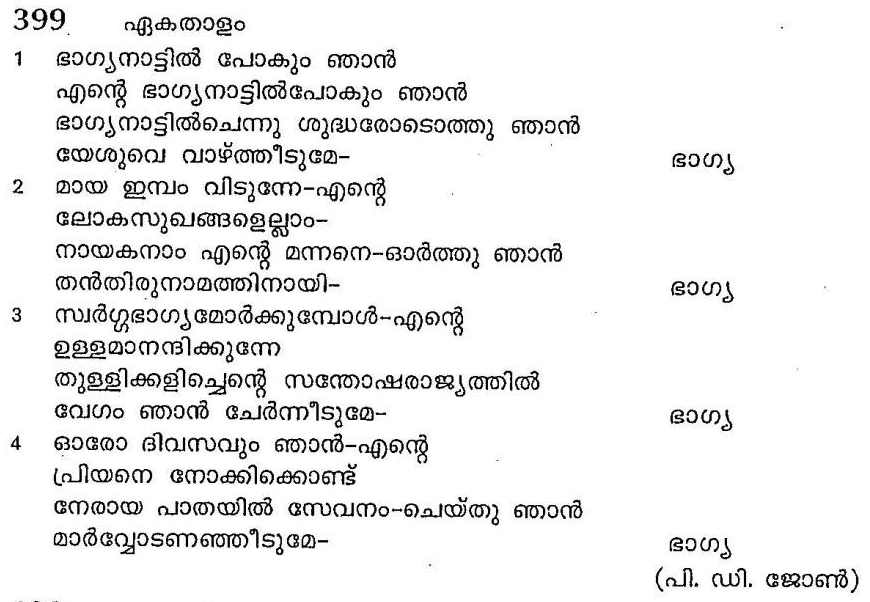 399 ഏകതാളം
1 ഭാഗ്യനാട്ടിൽ പോകും ഞാൻ
എന്റെ ഭാഗ്യനാട്ടിൽപോകും ഞാൻ
ഭാഗ്യനാട്ടിൽചെന്നു ശുദ്ധരോടൊത്തു ഞാൻ
യേശുവെ വാഴ്ത്തീടുമേ- ഭാഗ്യ
2 മായ ഇമ്പം വിടുന്നേ-എന്റെ
ലോകസുഖങ്ങളെല്ലാം-
നായകനാം എന്റെ മന്നനെ-ഓർത്തു ഞാൻ
തൻതിരുനാമത്തിനായി- ഭാഗ്യ
3 സ്വർഗ്ഗഭാഗ്യമോർക്കുമ്പോൾ-എന്റെ
ഉള്ളമാനന്ദിക്കുന്നേ
തുള്ളിക്കളിച്ചെന്റെ സന്തോഷരാജ്യത്തിൽ
വേഗം ഞാൻ ചേർന്നീടുമേ- ഭാഗ്യ
4 ഓരോ ദിവസവും ഞാൻ-എന്റെ
പ്രിയനെ നോക്കിക്കൊണ്ട്
നേരായ പാതയിൽ സേവനം-ചെയ്തു ഞാൻ
മാർവ്വോടണഞ്ഞീടുമേ- ഭാഗ്യ
(പി. ഡി. ജോൺ)